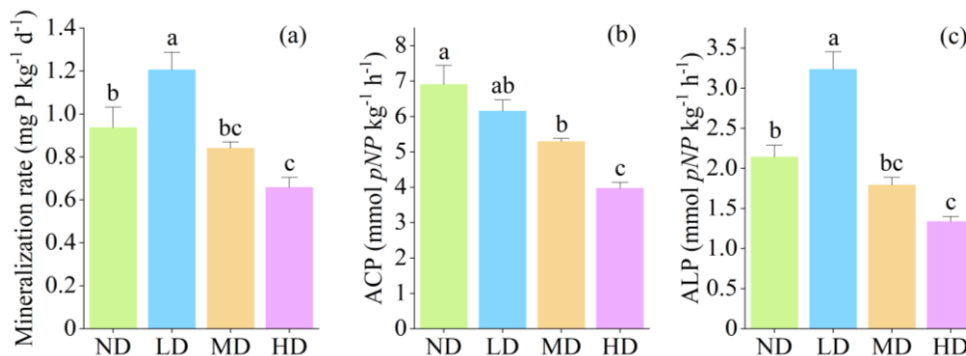 Mineralization rate (mg P kg⁻¹ d⁻¹)
1.4
1.2
1.0
0.8
0.6
0.4
0.2
0
(a)
b
a
bc
c
ND LD MD HD
ACP (mmol pNP kg⁻¹ h⁻¹)
8
7
6
5
4
3
2
1
0
(b)
a
ab
b
c
ND LD MD HD
ALP (mmol pNP kg⁻¹ h⁻¹)
3.5
3.0
2.5
2.0
1.5
1.0
0.5
0
(c)
b
a
bc
c
ND LD MD HD